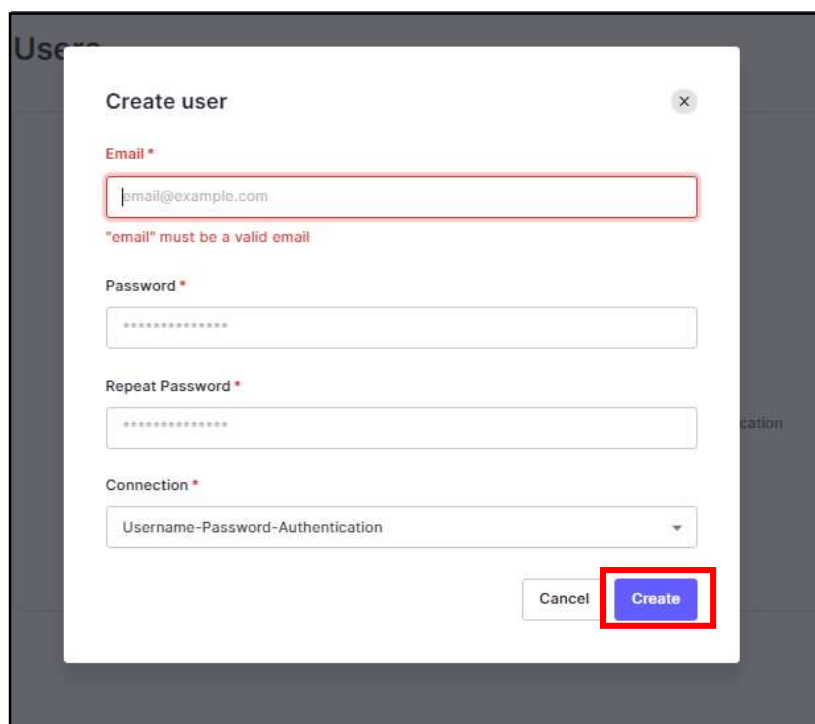 Users
Create user
Email *
email@example.com
"email" must be a valid email
Password *
**************
Repeat Password *
**************
Connection *
Username-Password-Authentication
cation
Cancel
Create